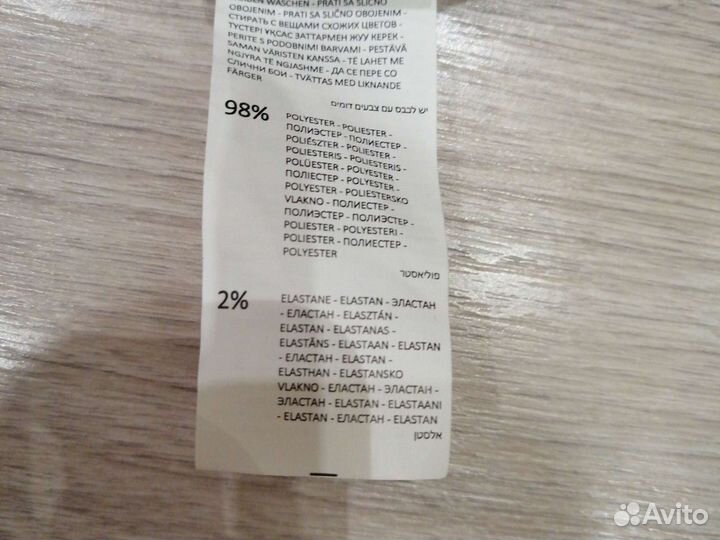 WASCHEN - PRATI SA SLIČNO
OBOJENIM - PRATI SA SLIČNO OBOJENIM -
СТИРАТЬ С ВЕЩАМИ СХОЖИХ ЦВЕТОВ -
ТҮСТЕРІ ҰҚСАС ЗАТТАРМЕН ЖУУ КЕРЕК -
PERITE S PODOBNIMI BARVAMI - PESTÄVÄ
SAMAN VÄRISTEN KANSSA - TË LAHET ME
NGJYRA TË NGJASHME - ДА СЕ ПЕРЕ СО
СЛИЧНИ БОИ - TVÄTTAS MED LIKNANDE
FÄRGER
יש לכבס עם צבעים דומים
98%
POLYESTER - POLIESTER -
ПОЛИЭСТЕР - ПОЛИЕСТЕР -
POLIÉSZTER - POLIESTER -
POLIESTERIS - POLIESTERIS -
POLÜESTER - POLYESTER -
ПОЛІЕСТЕР - POLYESTER -
POLYESTER - POLIESTERSKO
VLAKNO - ПОЛИЕСТЕР -
ПОЛИЭСТЕР - ПОЛИЭСТЕР -
POLIESTER - POLYESTERI -
POLIESTER - ПОЛИЕСТЕР -
POLYESTER
פוליאסטר
2%
ELASTANE - ELASTAN - ЭЛАСТАН
- ЕЛАСТАН - ELASZTÁN -
ELASTAN - ELASTANAS -
ELASTĀNS - ELASTAAN - ELASTAN
- ЕЛАСТАН - ELASTAN -
ELASTHAN - ELASTANSKO
VLAKNO - ЕЛАСТАН - ЭЛАСТАН -
ЭЛАСТАН - ELASTAN - ELASTAANI
- ELASTAN - ЕЛАСТАН - ELASTAN
אלסטן
Avito